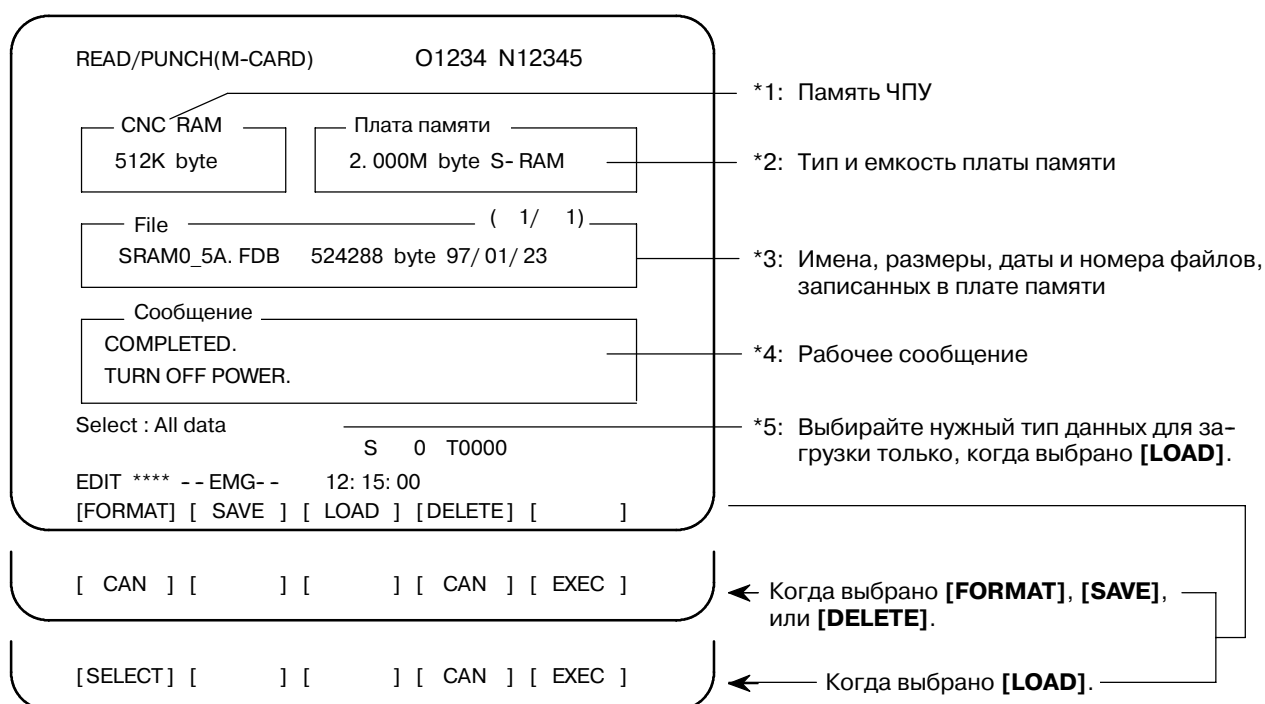 READ/PUNCH(M-CARD) O1234 N12345
*1: Память ЧПУ
CNC RAM
Плата памяти
512K byte
2. 000M byte S- RAM
*2: Тип и емкость платы памяти
File ( 1/ 1)
SRAM0_5A. FDB 524288 byte 97/ 01/ 23
*3: Имена, размеры, даты и номера файлов,
записанных в плате памяти
Сообщение
COMPLETED.
TURN OFF POWER.
*4: Рабочее сообщение
Select : All data
*5: Выбирайте нужный тип данных для за-
грузки только, когда выбрано [LOAD].
S 0 T0000
EDIT **** - - EMG- - 12: 15: 00
[FORMAT] [ SAVE ] [ LOAD ] [DELETE] [ ]
[ CAN ] [ ] [ ] [ CAN ] [ EXEC ]
Когда выбрано [FORMAT], [SAVE],
или [DELETE].
[SELECT] [ ] [ ] [ CAN ] [ EXEC ]
Когда выбрано [LOAD].